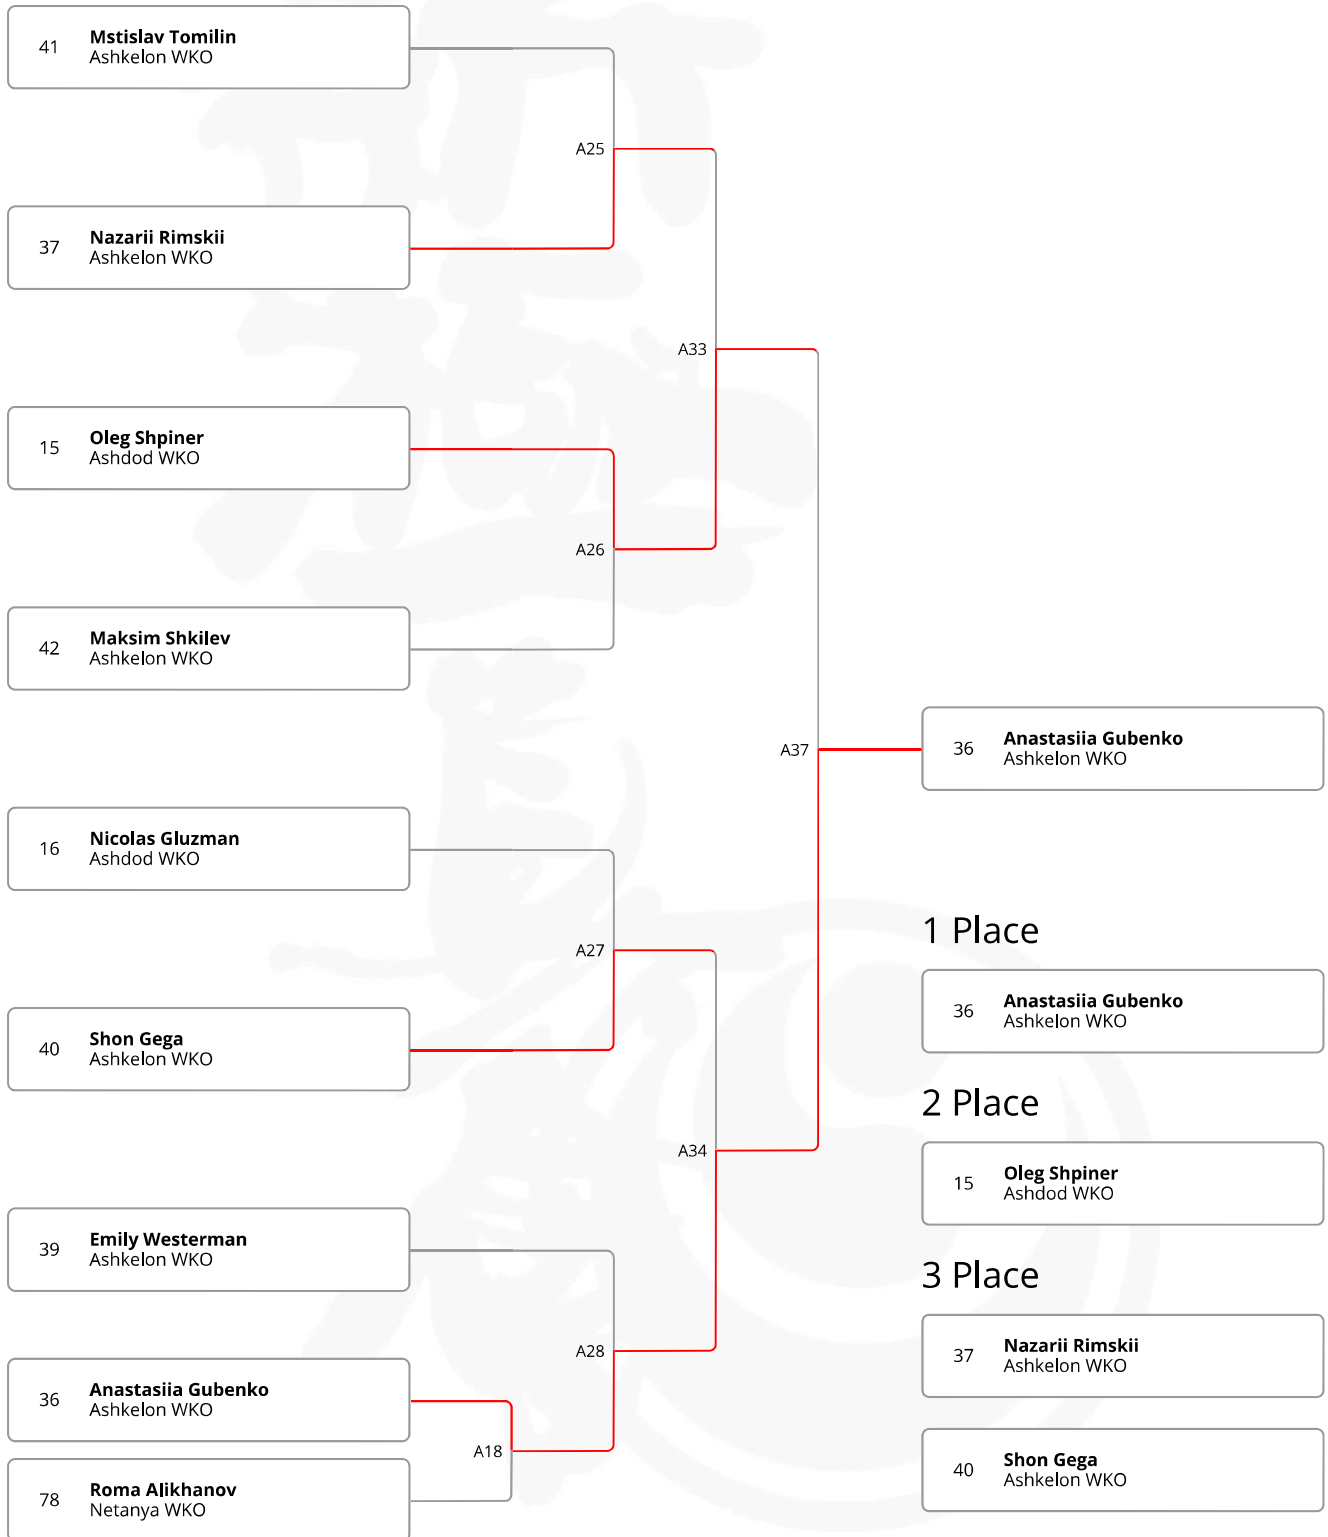 41
Mstislav Tomilin
Ashkelon WKO
A25
37
Nazarii Rimskii
Ashkelon WKO
A33
15
Oleg Shpiner
Ashdod WKO
A26
42
Maksim Shkilev
Ashkelon WKO
A37
36
Anastasiia Gubenko
Ashkelon WKO
16
Nicolas Gluzman
Ashdod WKO
A27
40
Shon Gega
Ashkelon WKO
A34
39
Emily Westerman
Ashkelon WKO
A28
36
Anastasiia Gubenko
Ashkelon WKO
A18
78
Roma Alikhanov
Netanya WKO
1 Place
36
Anastasiia Gubenko
Ashkelon WKO
2 Place
15
Oleg Shpiner
Ashdod WKO
3 Place
37
Nazarii Rimskii
Ashkelon WKO
40
Shon Gega
Ashkelon WKO